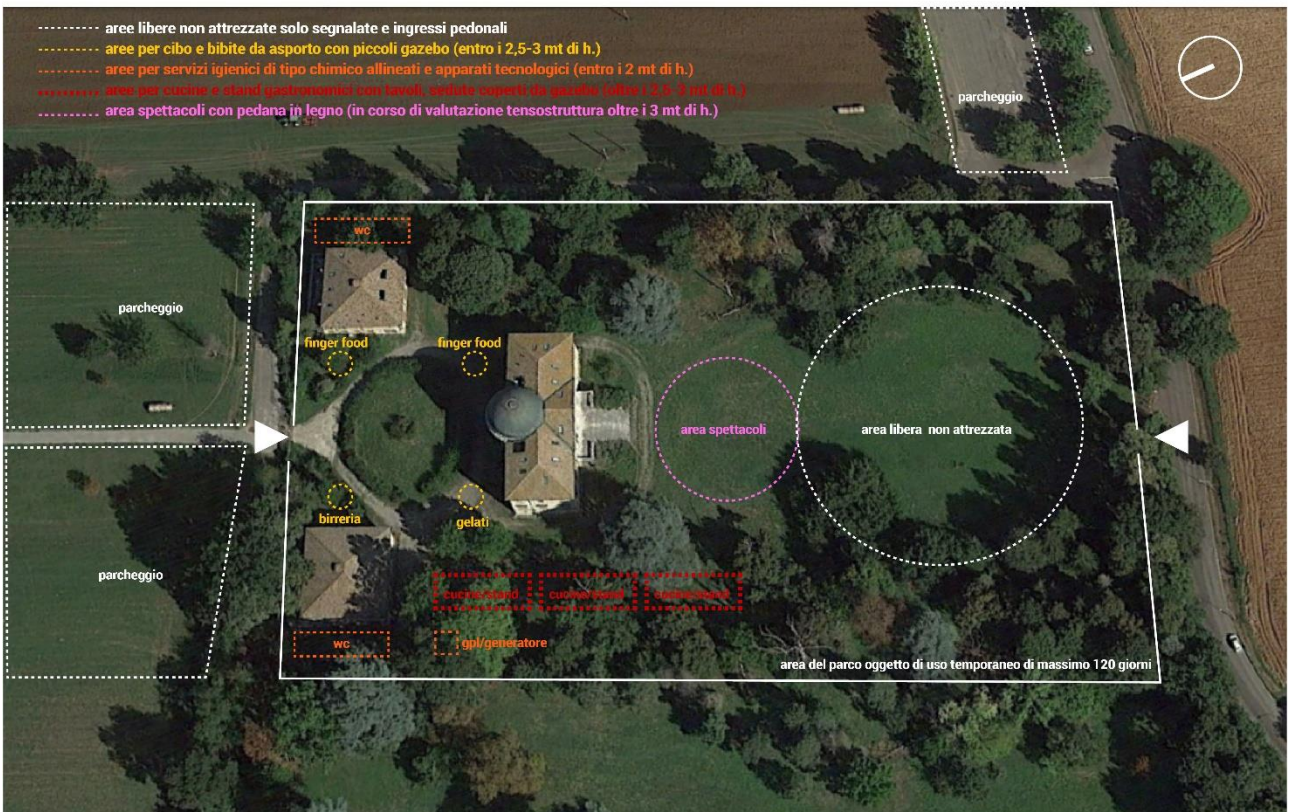 aree libere non attrezzate solo segnalate e ingressi pedonali
aree per cibo e bibite da asporto con piccoli gazebo (entro i 2,5-3 mt di h.)
aree per servizi igienici di tipo chimico allineati e apparati tecnologici (entro i 2 mt di h.)
aree per cucine e stand gastronomici con tavoli, sedute coperti da gazebo (oltre i 2,5-3 mt di h.)
area spettacoli con pedana in legno (in corso di valutazione tensostruttura oltre i 3 mt di h.)
parcheggio
wc
parcheggio
finger food
finger food
area spettacoli
area libera non attrezzata
birreria
gelati
parcheggio
cucine/stand
cucine/stand
cucine/stand
wc
gpl/generatore
area del parco oggetto di uso temporaneo di massimo 120 giorni